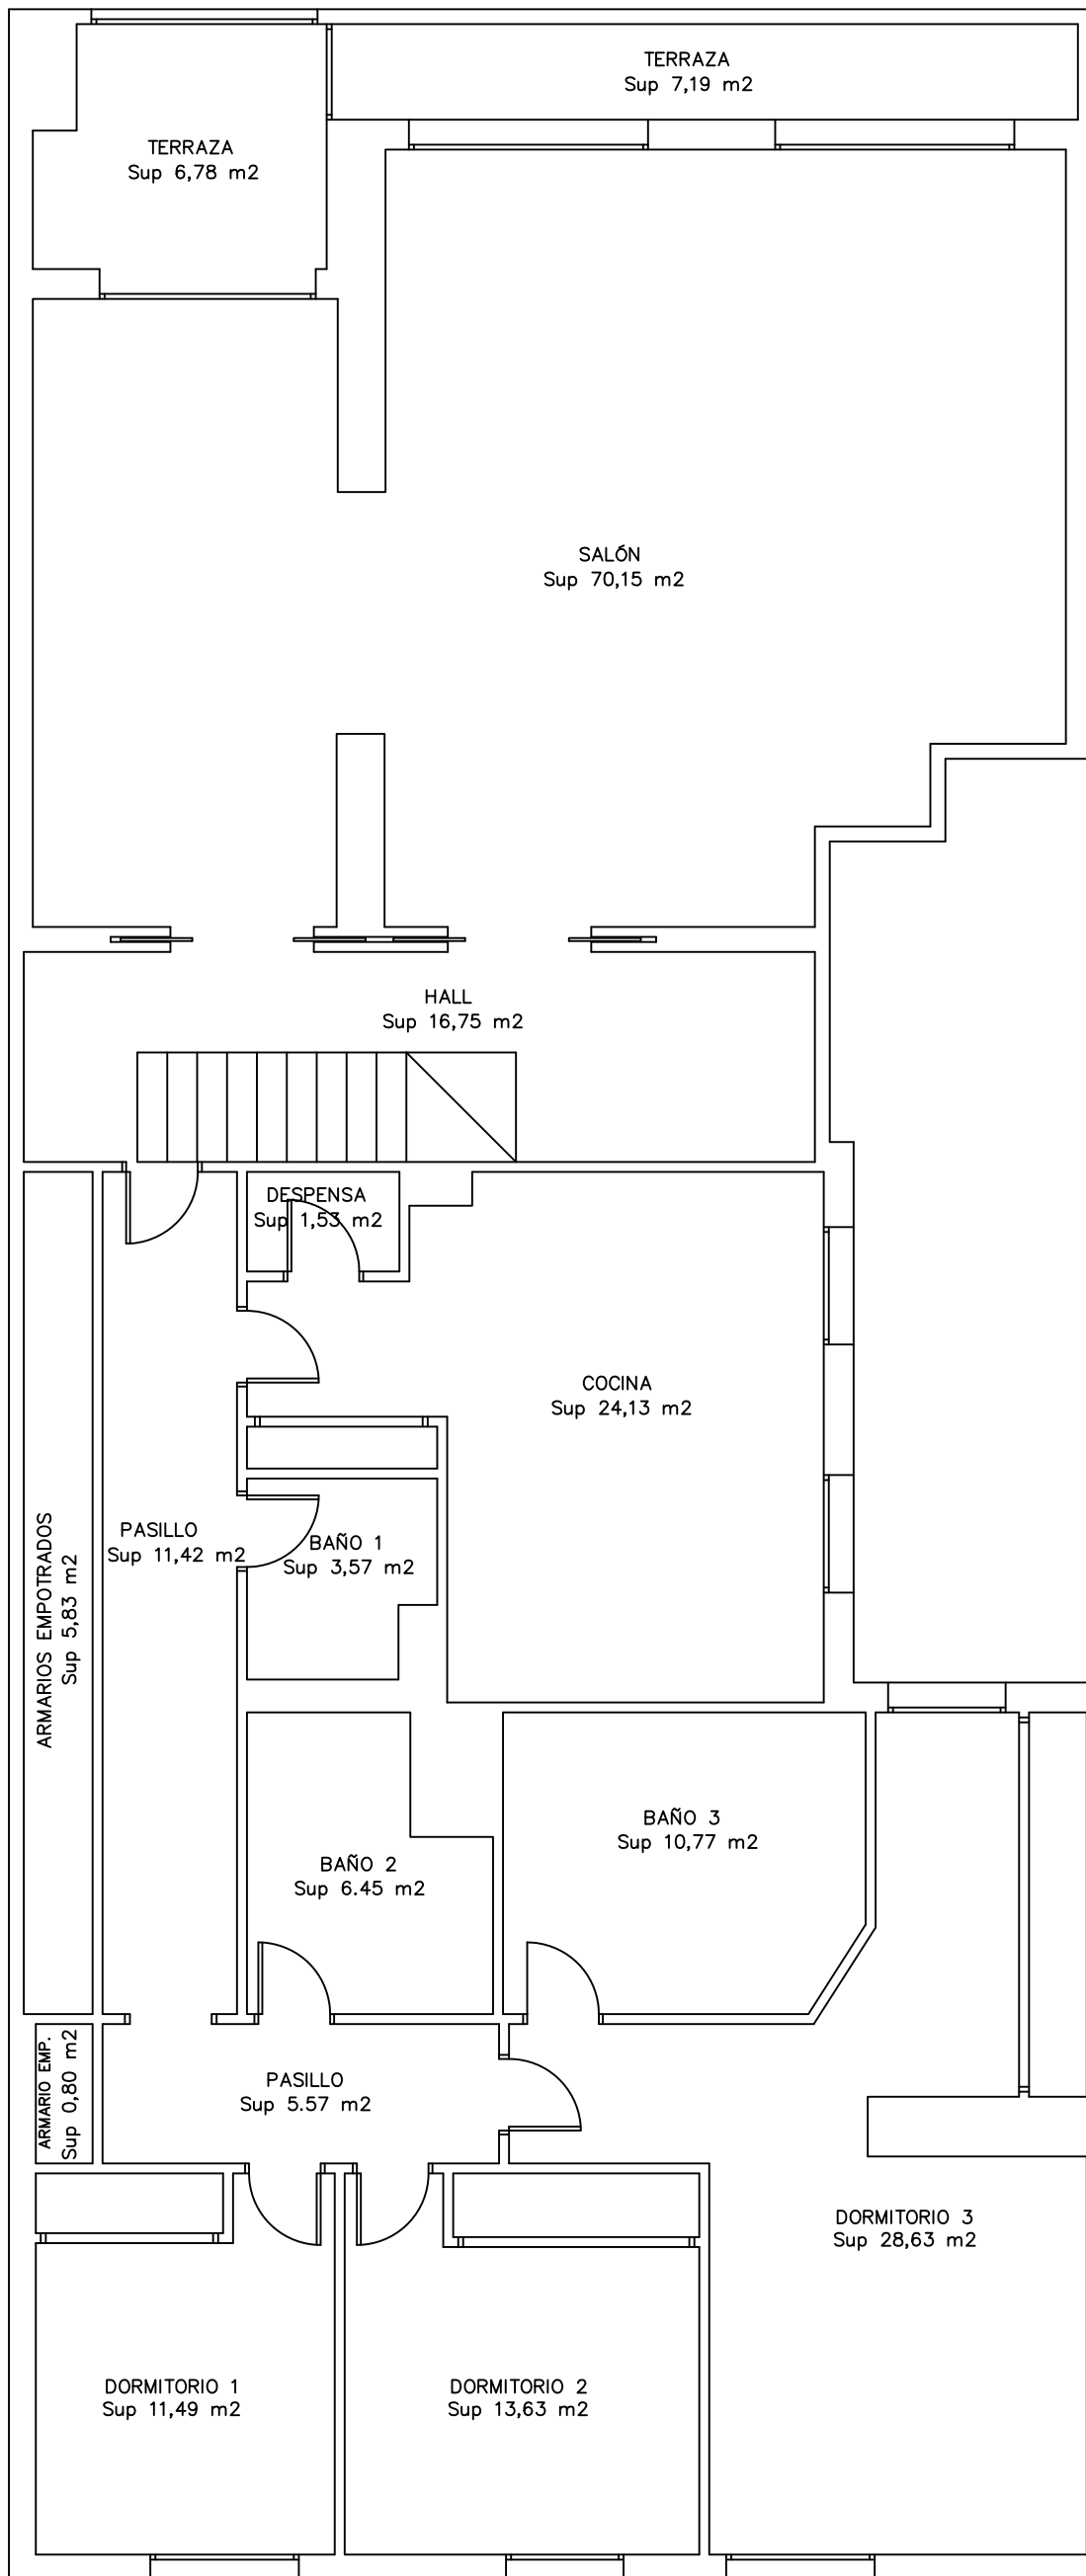 TERRAZA
Sup 7,19 m2
TERRAZA
Sup 6,78 m2
SALÓN
Sup 70,15 m2
HALL
Sup 16,75 m2
DESPENSA
Sup 1,53 m2
COCINA
Sup 24,13 m2
PASILLO
Sup 11,42 m2
BAÑO 1
Sup 3,57 m2
ARMARIOS EMPOTRADOS
Sup 5,83 m2
BAÑO 3
Sup 10,77 m2
BAÑO 2
Sup 6.45 m2
ARMARIO EMP.
Sup 0,80 m2
PASILLO
Sup 5.57 m2
DORMITORIO 3
Sup 28,63 m2
DORMITORIO 1
Sup 11,49 m2
DORMITORIO 2
Sup 13,63 m2